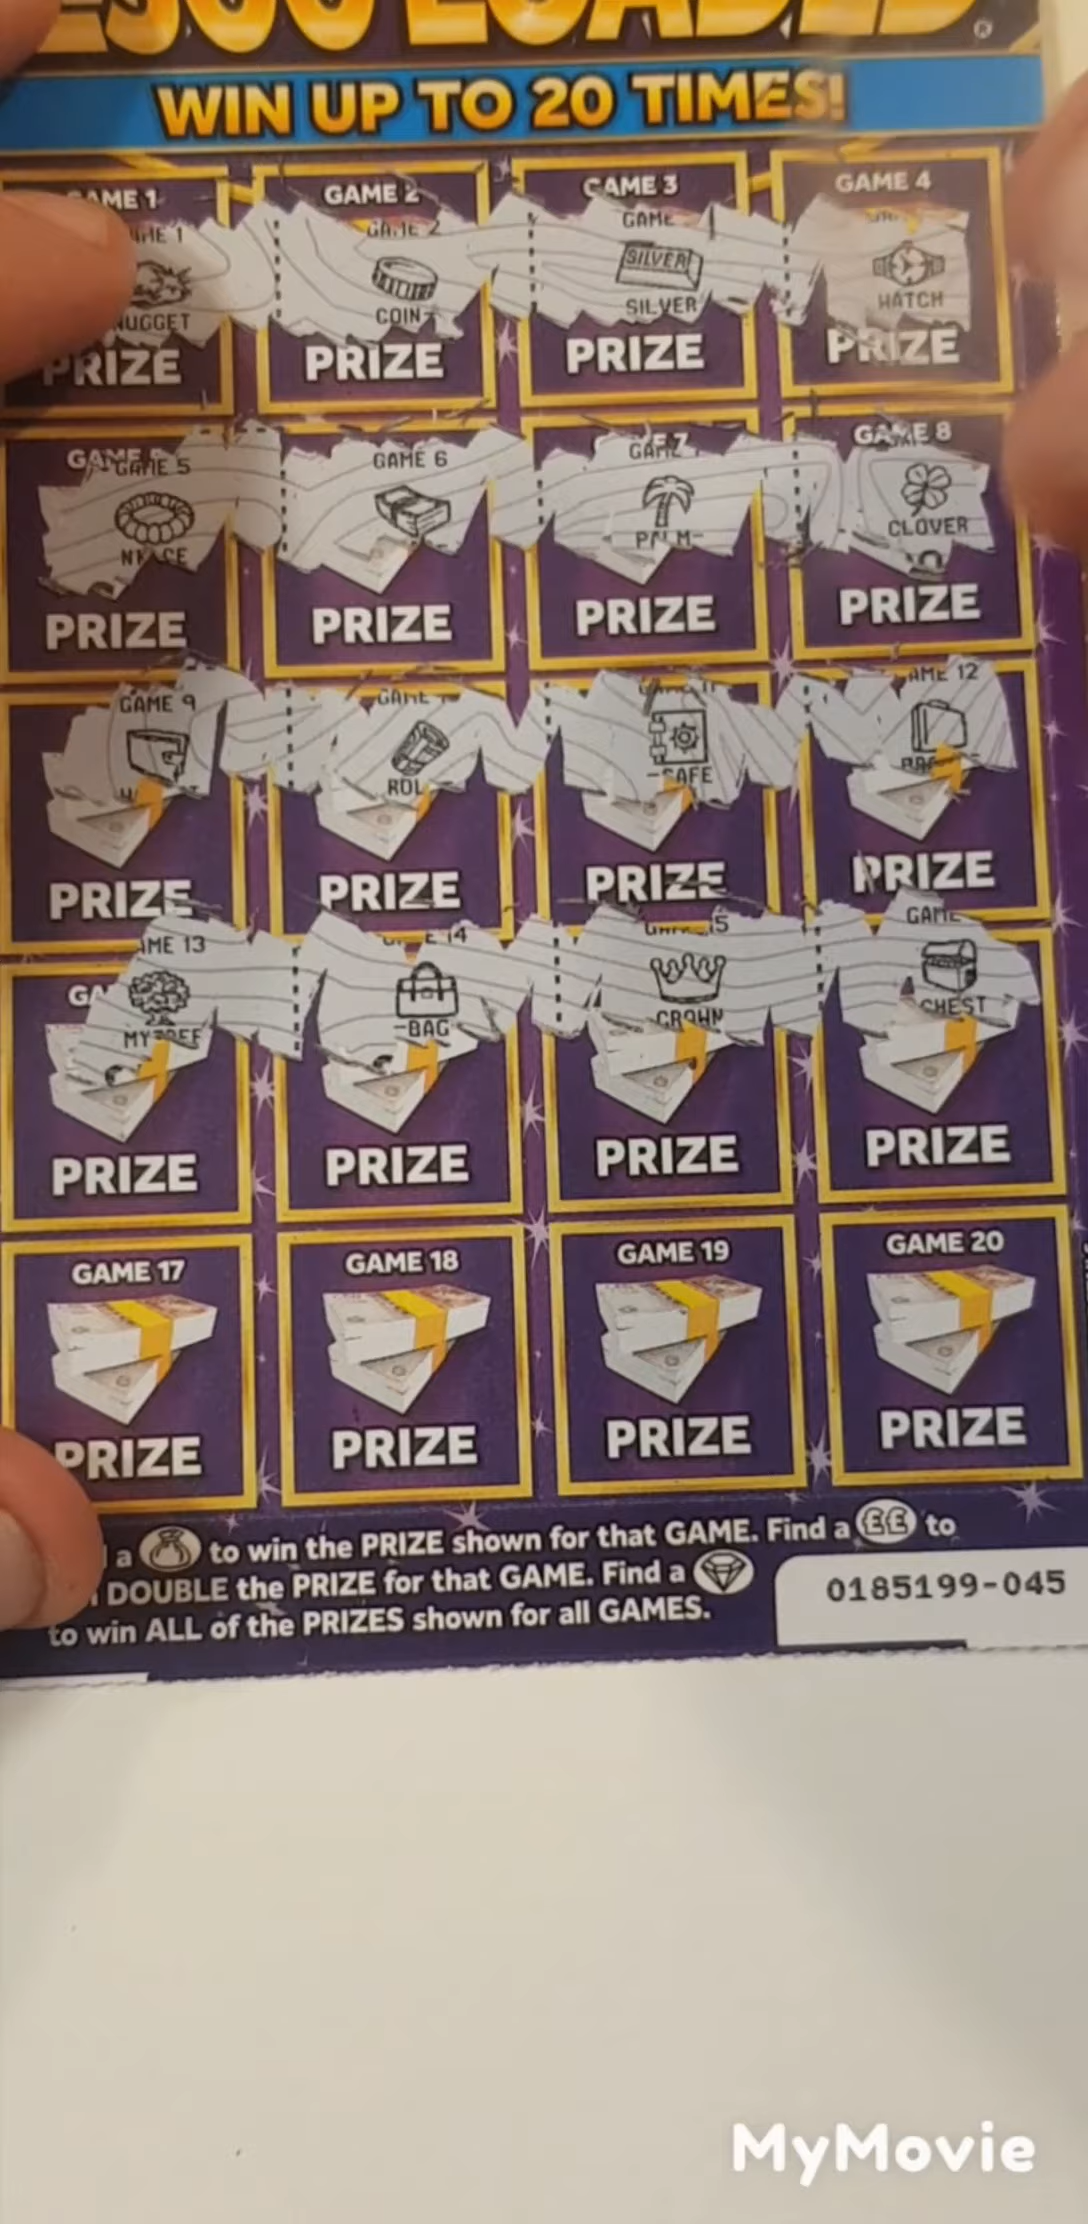 LOADED®
WIN UP TO 20 TIMES!
GAME 2 GAME 3 GAME 4
COIN SILVER WATCH
SILVER
PRIZE PRIZE PRIZE PRIZE
GAME 5 GAME 6 GAME 8
CLOVER
PRIZE PRIZE PRIZE PRIZE
GAME 9
PRIZE PRIZE PRIZE PRIZE
BAG CROWN CHEST
PRIZE PRIZE PRIZE PRIZE
GAME 17 GAME 18 GAME 19 GAME 20
PRIZE PRIZE PRIZE PRIZE
a to win the PRIZE shown for that GAME. Find a ££ to
DOUBLE the PRIZE for that GAME. Find a
to win ALL of the PRIZES shown for all GAMES.
0185199-045
MyMovie